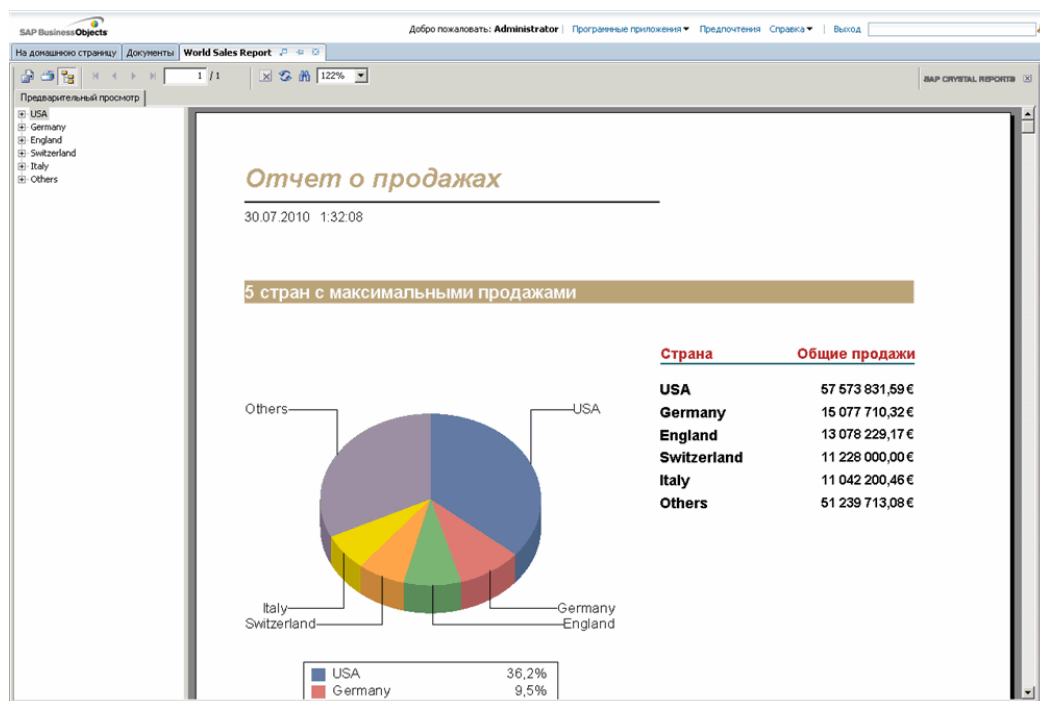 SAP BusinessObjects
Добро пожаловать: Administrator | Программные приложения Предпочтения Справка | Выход
На домашнюю страницу Документы World Sales Report
1 / 1 122% SAP CRYSTAL REPORTS
Предварительный просмотр
USA
Germany
England
Switzerland
Italy
Others
Отчет о продажах
30.07.2010 1:32:08
5 стран с максимальными продажами
Страна Общие продажи
USA 57 573 831,59€
Germany 15 077 710,32€
England 13 078 229,17€
Switzerland 11 228 000,00€
Italy 11 042 200,46€
Others 51 239 713,08€
Others
USA
Italy
Switzerland
Germany
England
USA 36,2%
Germany 9,5%